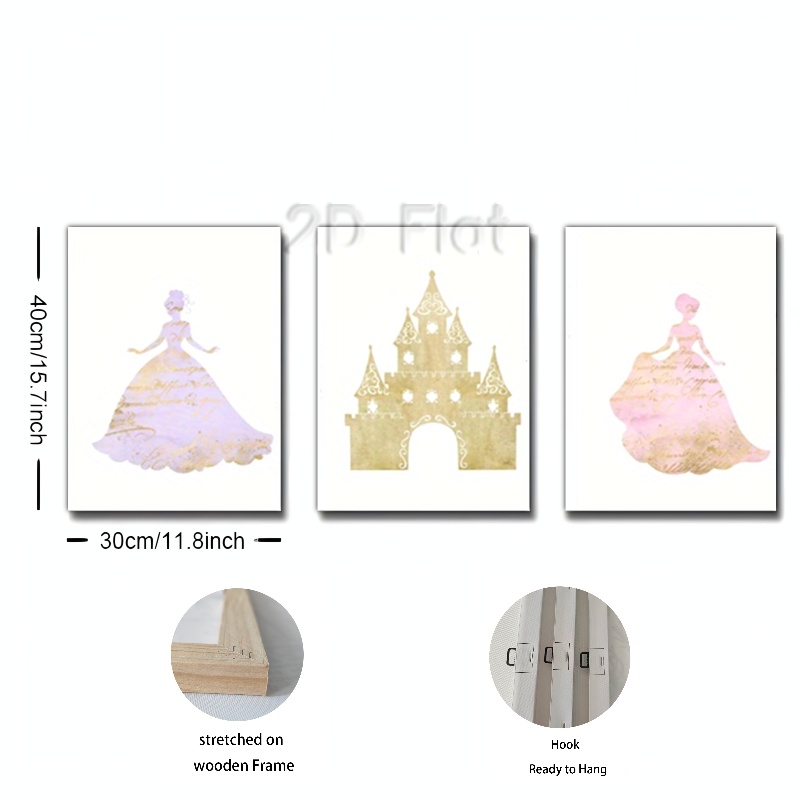 2D Flat
40cm/15.7inch
30cm/11.8inch
stretched on
wooden Frame
Hook
Ready to Hang